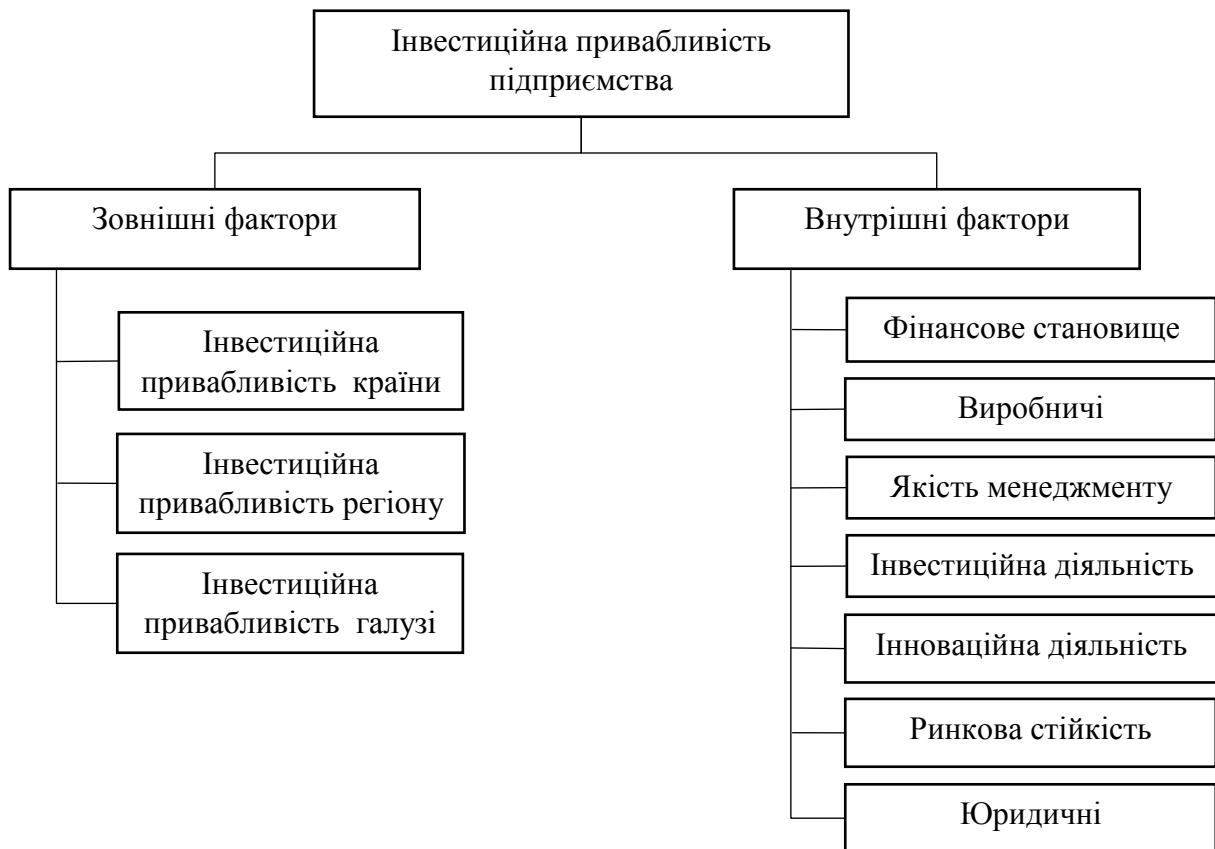 Інвестиційна привабливість
підприємства
Зовнішні фактори
Інвестиційна
привабливість країни
Інвестиційна
привабливість регіону
Інвестиційна
привабливість галузі
Внутрішні фактори
Фінансове становище
Виробничі
Якість менеджменту
Інвестиційна діяльність
Інноваційна діяльність
Ринкова стійкість
Юридичні